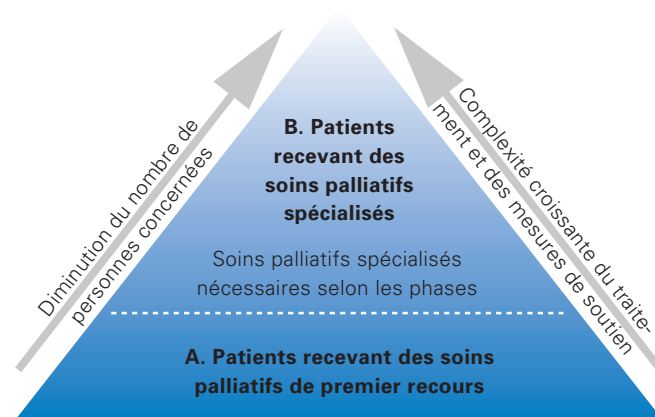 Diminution du nombre de
personnes concernées
Complexité croissante du traite-
ment et des mesures de soutien
B. Patients
recevant des
soins palliatifs
spécialisés
Soins palliatifs spécialisés
nécessaires selon les phases
A. Patients recevant des soins
palliatifs de premier recours